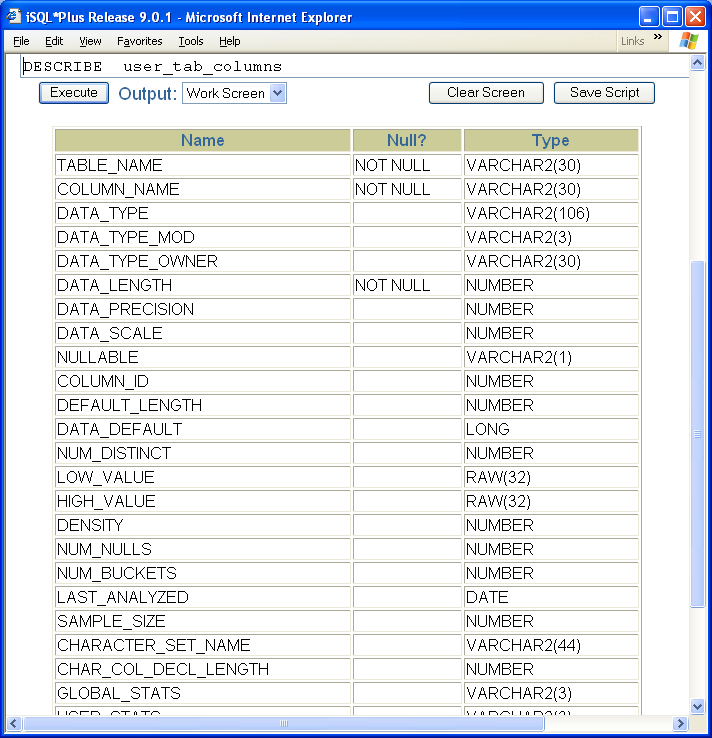 iSQL*Plus Release 9.0.1 - Microsoft Internet Explorer
File Edit View Favorites Tools Help Links »
DESCRIBE user_tab_columns
Execute Output: Work Screen Clear Screen Save Script
Name Null? Type
TABLE_NAME NOT NULL VARCHAR2(30)
COLUMN_NAME NOT NULL VARCHAR2(30)
DATA_TYPE VARCHAR2(106)
DATA_TYPE_MOD VARCHAR2(3)
DATA_TYPE_OWNER VARCHAR2(30)
DATA_LENGTH NOT NULL NUMBER
DATA_PRECISION NUMBER
DATA_SCALE NUMBER
NULLABLE VARCHAR2(1)
COLUMN_ID NUMBER
DEFAULT_LENGTH NUMBER
DATA_DEFAULT LONG
NUM_DISTINCT NUMBER
LOW_VALUE RAW(32)
HIGH_VALUE RAW(32)
DENSITY NUMBER
NUM_NULLS NUMBER
NUM_BUCKETS NUMBER
LAST_ANALYZED DATE
SAMPLE_SIZE NUMBER
CHARACTER_SET_NAME VARCHAR2(44)
CHAR_COL_DECL_LENGTH NUMBER
GLOBAL_STATS VARCHAR2(3)
USER_STATS VARCHAR2(3)